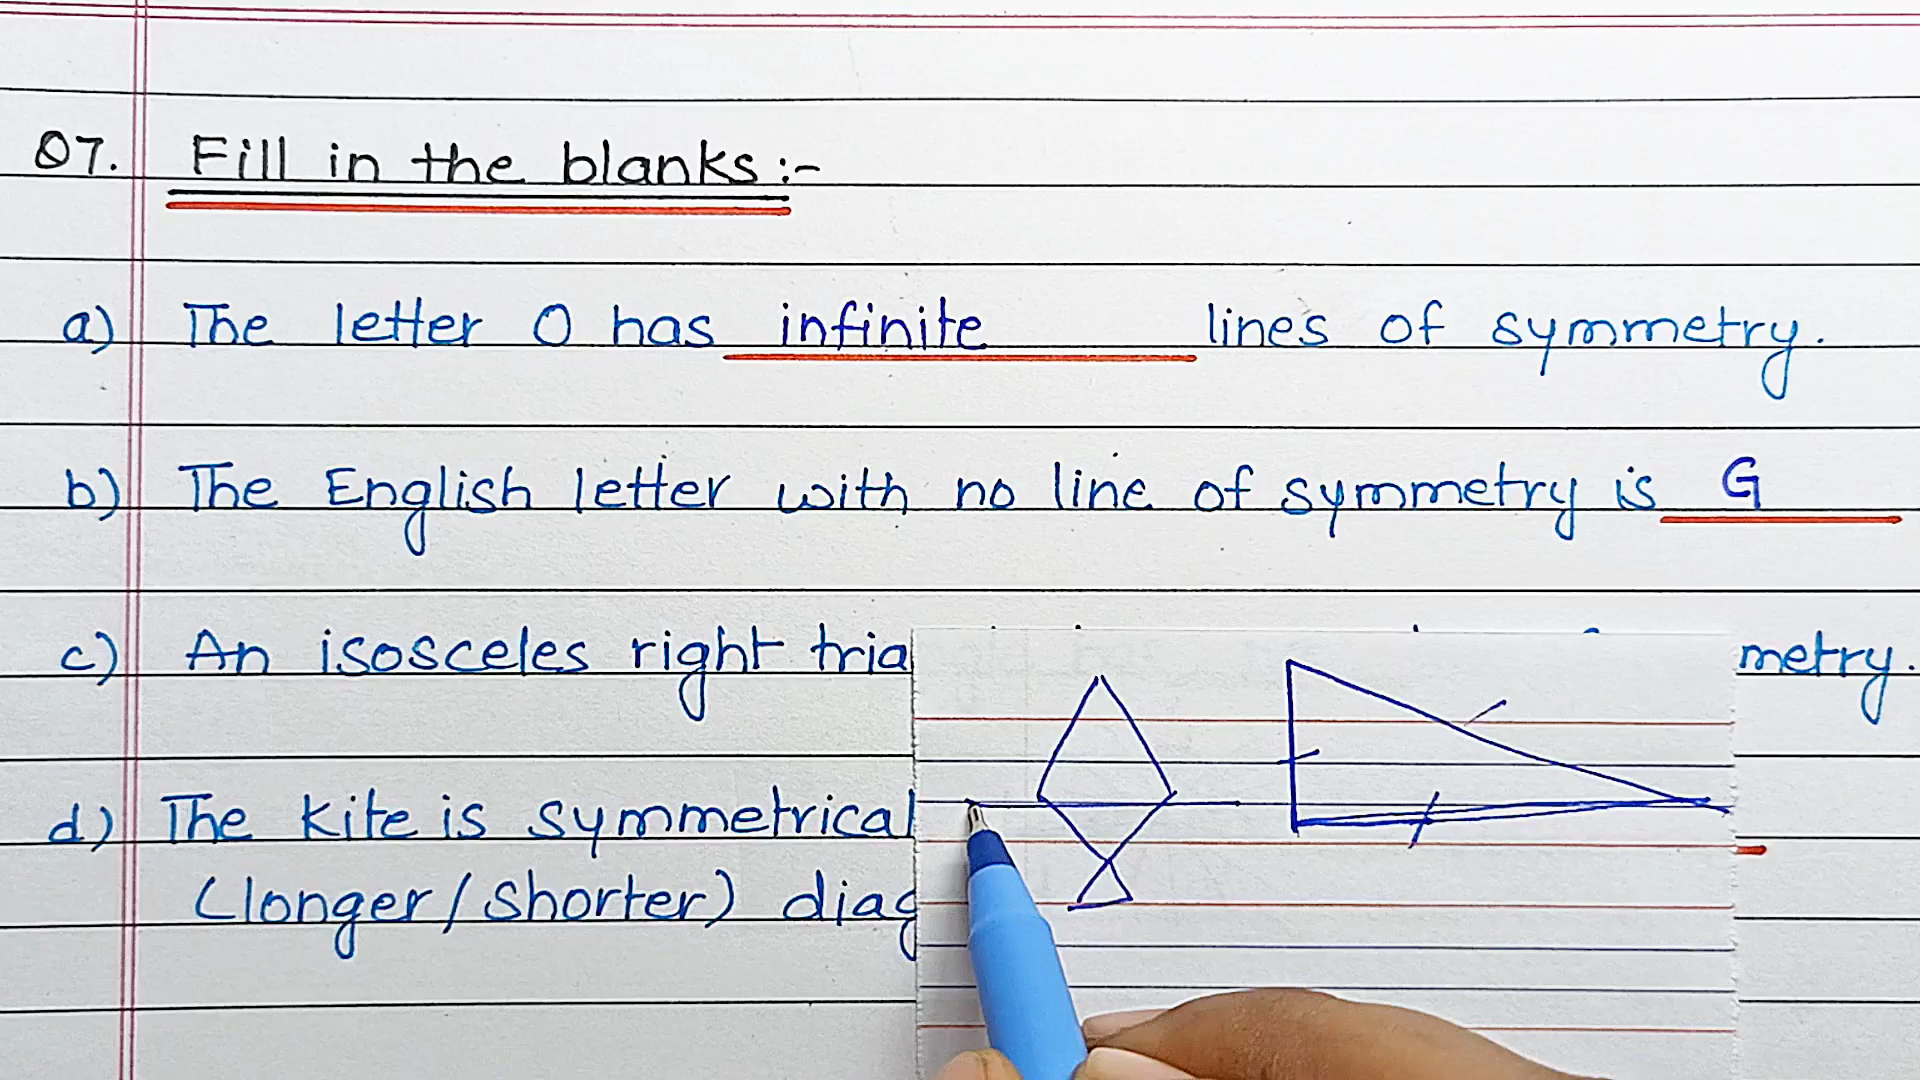 Q7. Fill in the blanks:-
a) The letter O has infinite lines of symmetry.
b) The English letter with no line of symmetry is G
c) An isosceles right tria metry.
d) The kite is symmetrical
(longer/shorter) diag